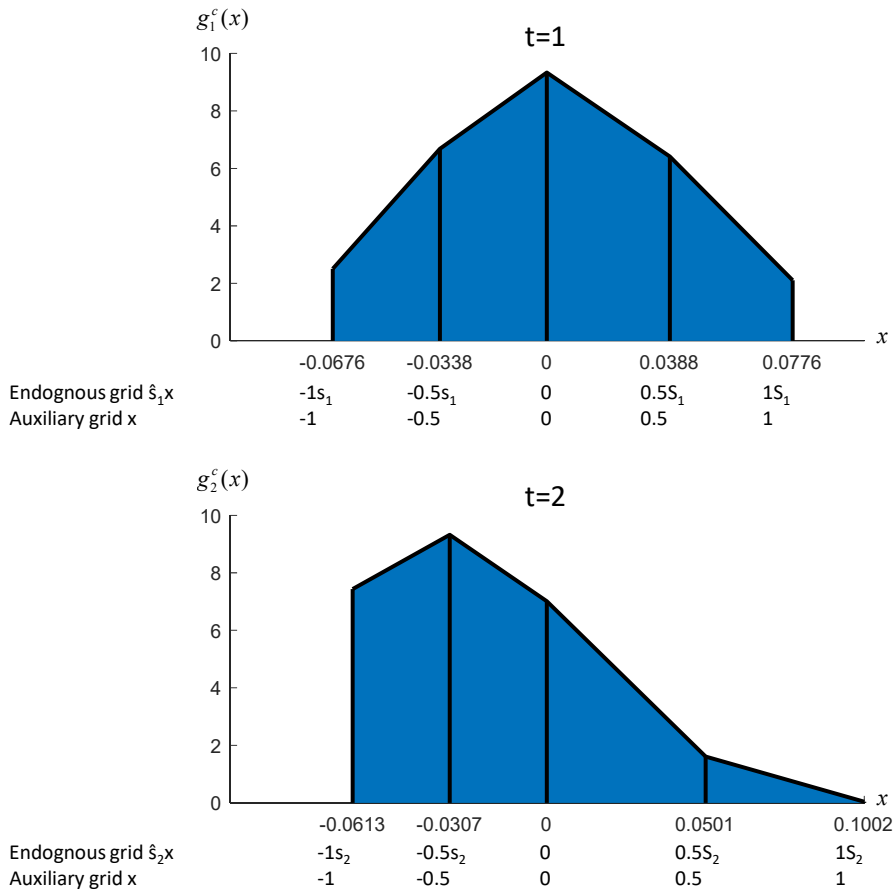 g₁ᶜ(x)
t=1
10
8
6
4
2
0
x
-0.0676 -0.0338 0 0.0388 0.0776
Endognous grid ŝ₁x -1s₁ -0.5s₁ 0 0.5S₁ 1S₁
Auxiliary grid x -1 -0.5 0 0.5 1
g₂ᶜ(x)
t=2
10
8
6
4
2
0
x
-0.0613 -0.0307 0 0.0501 0.1002
Endognous grid ŝ₂x -1s₂ -0.5s₂ 0 0.5S₂ 1S₂
Auxiliary grid x -1 -0.5 0 0.5 1